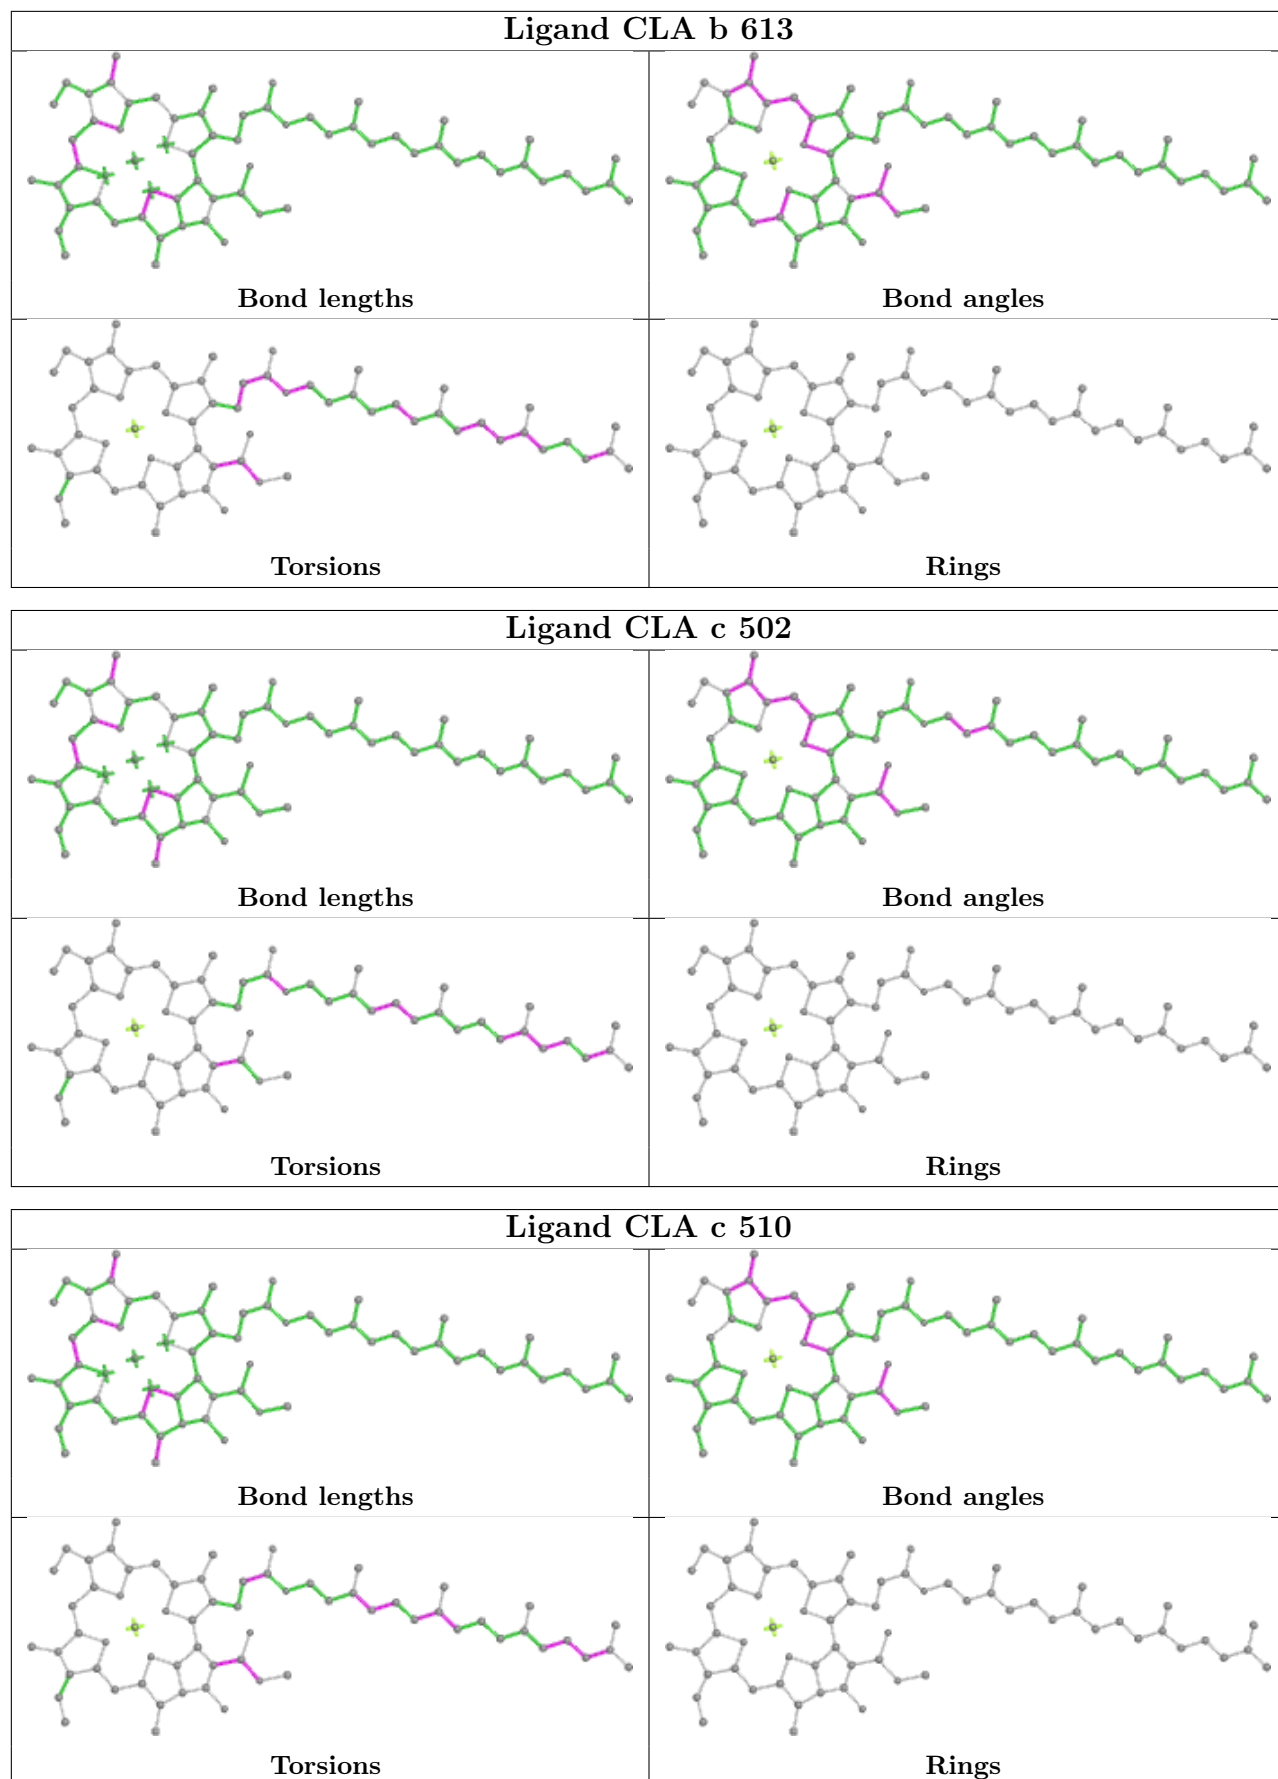 Ligand CLA b 613
Bond lengths
Bond angles
Torsions
Rings
Ligand CLA c 502
Bond lengths
Bond angles
Torsions
Rings
Ligand CLA c 510
Bond lengths
Bond angles
Torsions
Rings